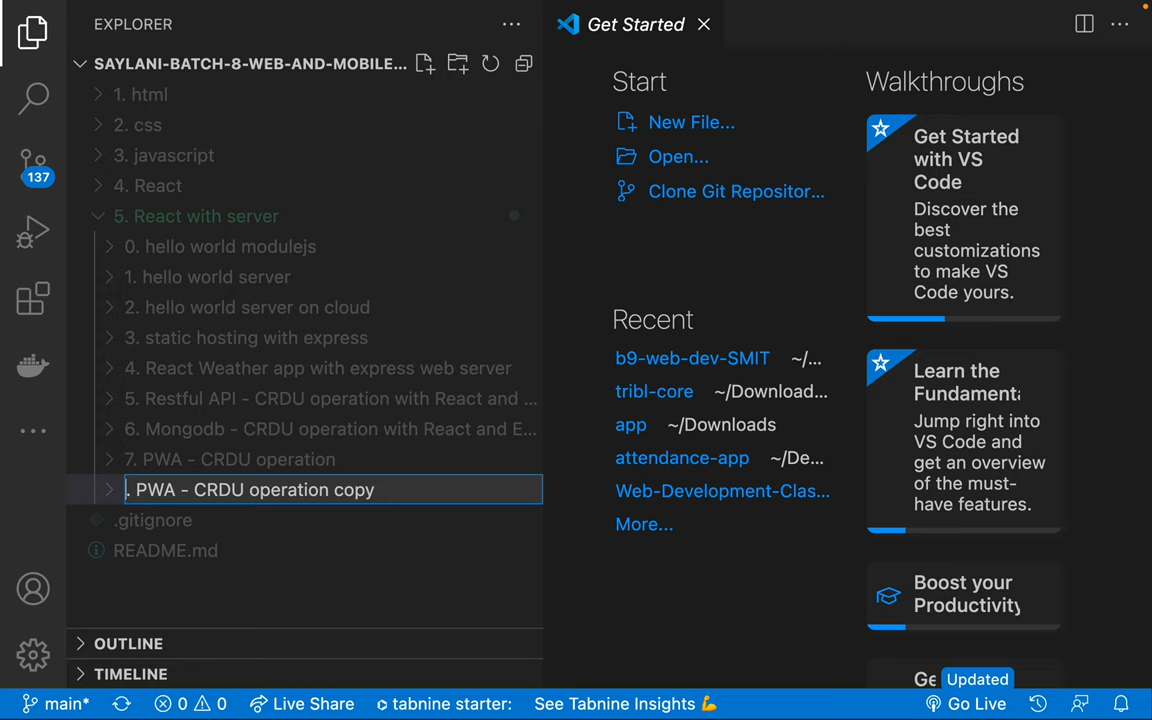 EXPLORER
SAYLANI-BATCH-8-WEB-AND-MOBILE...
1. html
2. css
3. javascript
4. React
5. React with server
0. hello world modulejs
1. hello world server
2. hello world server on cloud
3. static hosting with express
4. React Weather app with express web server
5. Restful API - CRDU operation with React and ...
6. Mongodb - CRDU operation with React and E...
7. PWA - CRDU operation
. PWA - CRDU operation copy
.gitignore
README.md
OUTLINE
TIMELINE
137
Get Started
Start
New File...
Open...
Clone Git Repositor...
Recent
b9-web-dev-SMIT ~/...
tribl-core ~/Download...
app ~/Downloads
attendance-app ~/De...
Web-Development-Clas...
More...
Walkthroughs
Get Started
with VS
Code
Discover the
best
customizations
to make VS
Code yours.
Learn the
Fundamenta
Jump right into
VS Code and
get an overview
of the must-
have features.
Boost your
Productivity
Ge
Updated
main*
0
0
Live Share
tabnine starter:
See Tabnine Insights 💪
Go Live